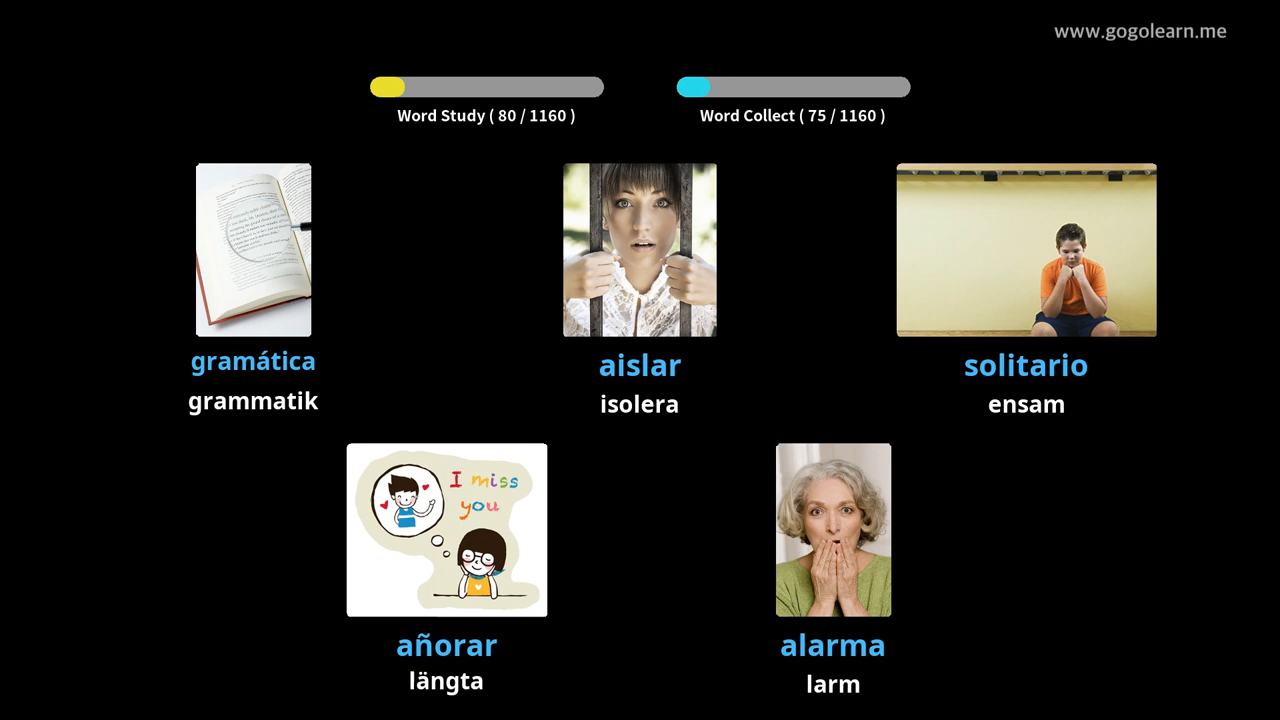 www.gogolearn.me
Word Study ( 80 / 1160 )
Word Collect ( 75 / 1160 )
gramática
grammatik
aislar
isolera
solitario
ensam
I miss
you
añorar
längta
alarma
larm